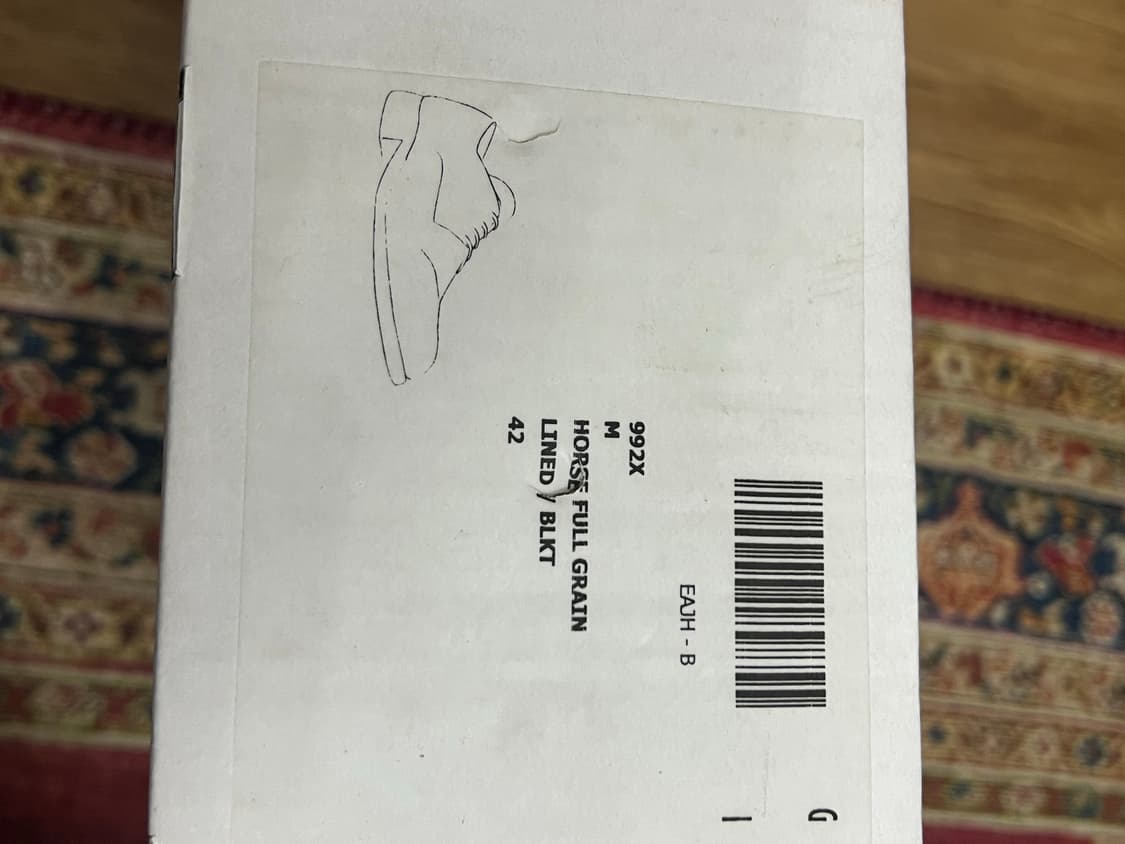 G
I
EAJH - B
992X
M
HORSE FULL GRAIN
LINED / BLKT
42